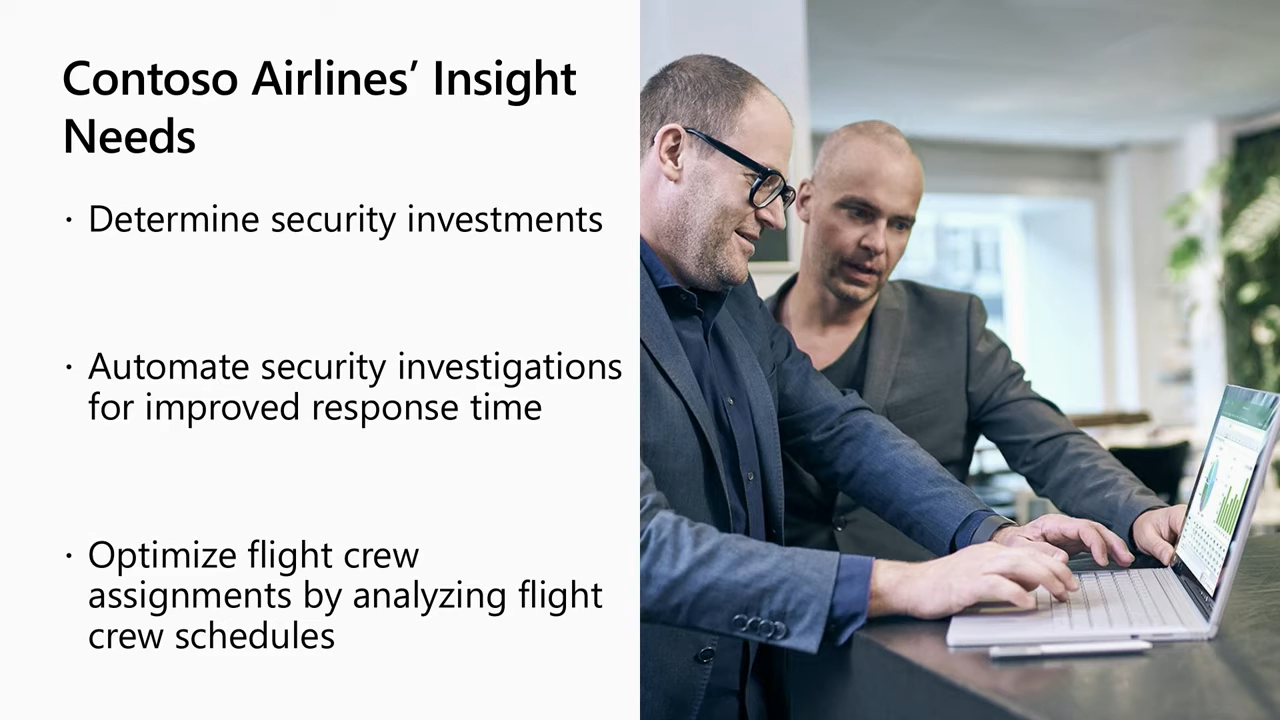 Contoso Airlines’ Insight
Needs
· Determine security investments
· Automate security investigations
for improved response time
· Optimize flight crew
assignments by analyzing flight
crew schedules